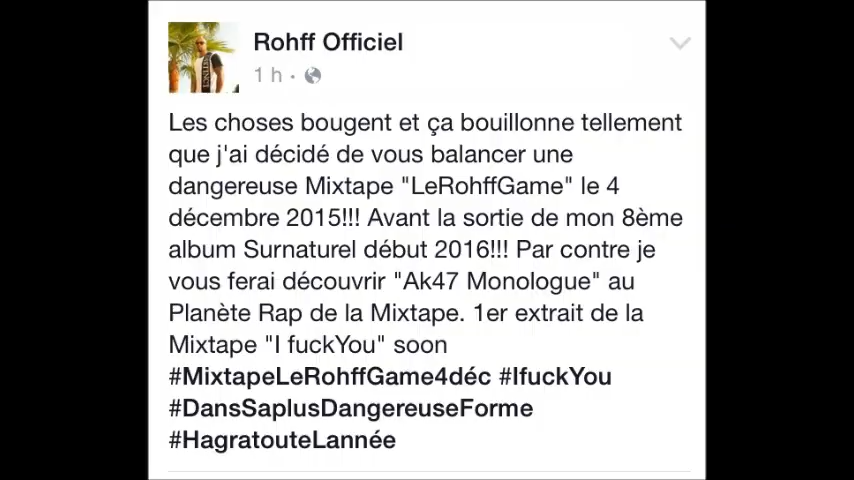 Rohff Officiel
1 h ·
Les choses bougent et ça bouillonne tellement
que j'ai décidé de vous balancer une
dangereuse Mixtape "LeRohffGame" le 4
décembre 2015!!! Avant la sortie de mon 8ème
album Surnaturel début 2016!!! Par contre je
vous ferai découvrir "Ak47 Monologue" au
Planète Rap de la Mixtape. 1er extrait de la
Mixtape "I fuckYou" soon
#MixtapeLeRohffGame4déc #IfuckYou
#DansSaplusDangereuseForme
#HagratouteLannée